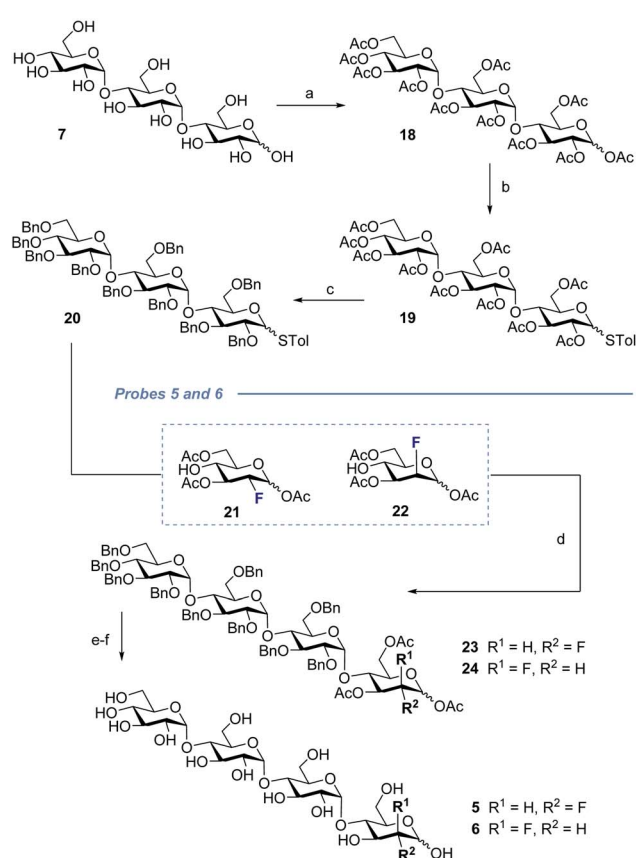 OH
HO
HO
HO
O
O
OH
O
HO
HO
O
OH
O
HO
HO
OH
7
a
AcO
AcO
AcO
AcO
O
O
OAc
O
AcO
AcO
O
OAc
O
AcO
AcO
OAc
18
b
BnO
BnO
BnO
BnO
O
O
OBn
O
BnO
BnO
O
OBn
O
BnO
BnO
STol
20
c
AcO
AcO
AcO
AcO
O
O
OAc
O
AcO
AcO
O
OAc
O
AcO
AcO
STol
19
Probes 5 and 6
AcO
HO
AcO
O
F
OAc
21
AcO
HO
AcO
F
O
OAc
22
d
BnO
BnO
BnO
BnO
O
O
OBn
O
BnO
OBn
O
OBn
O
BnO
OBn
O
OAc
R1
O
AcO
R2
OAc
23 R1 = H, R2 = F
24 R1 = F, R2 = H
e-f
HO
HO
HO
OH
O
O
OH
O
HO
OH
O
OH
O
HO
OH
O
OH
R1
O
HO
R2
OH
5 R1 = H, R2 = F
6 R1 = F, R2 = H